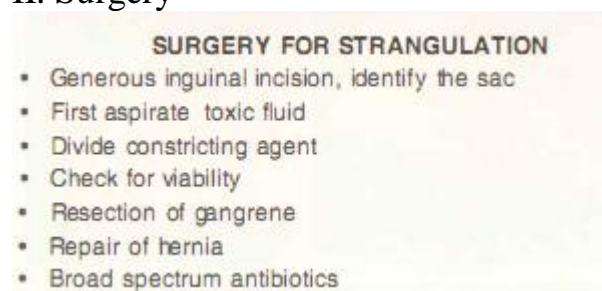 II. Surgery
SURGERY FOR STRANGULATION
• Generous inguinal incision, identify the sac
• First aspirate toxic fluid
• Divide constricting agent
• Check for viability
• Resection of gangrene
• Repair of hernia
• Broad spectrum antibiotics